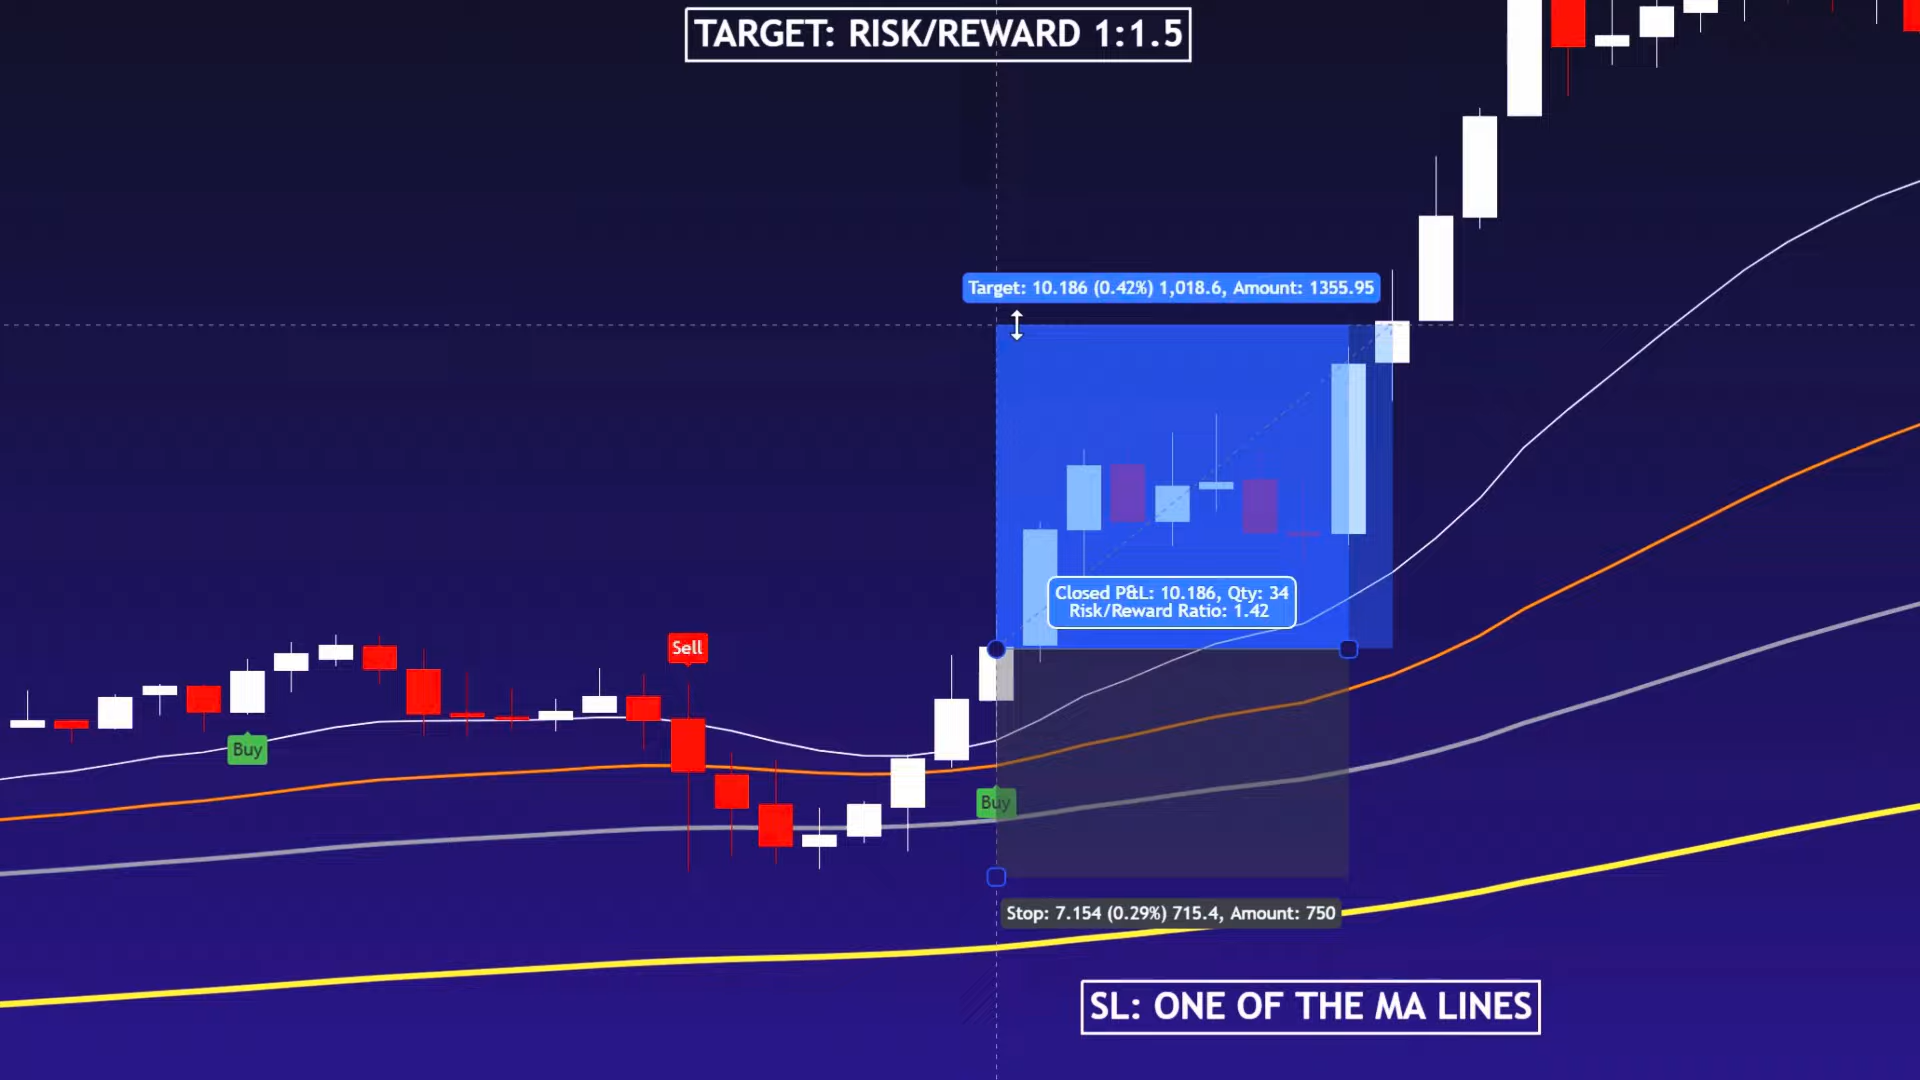 TARGET: RISK/REWARD 1:1.5
Target: 10.186 (0.42%) 1,018.6, Amount: 1355.95
Closed P&L: 10.186, Qty: 34
Risk/Reward Ratio: 1.42
Sell
Buy
Buy
Stop: 7.154 (0.29%) 715.4, Amount: 750
SL: ONE OF THE MA LINES